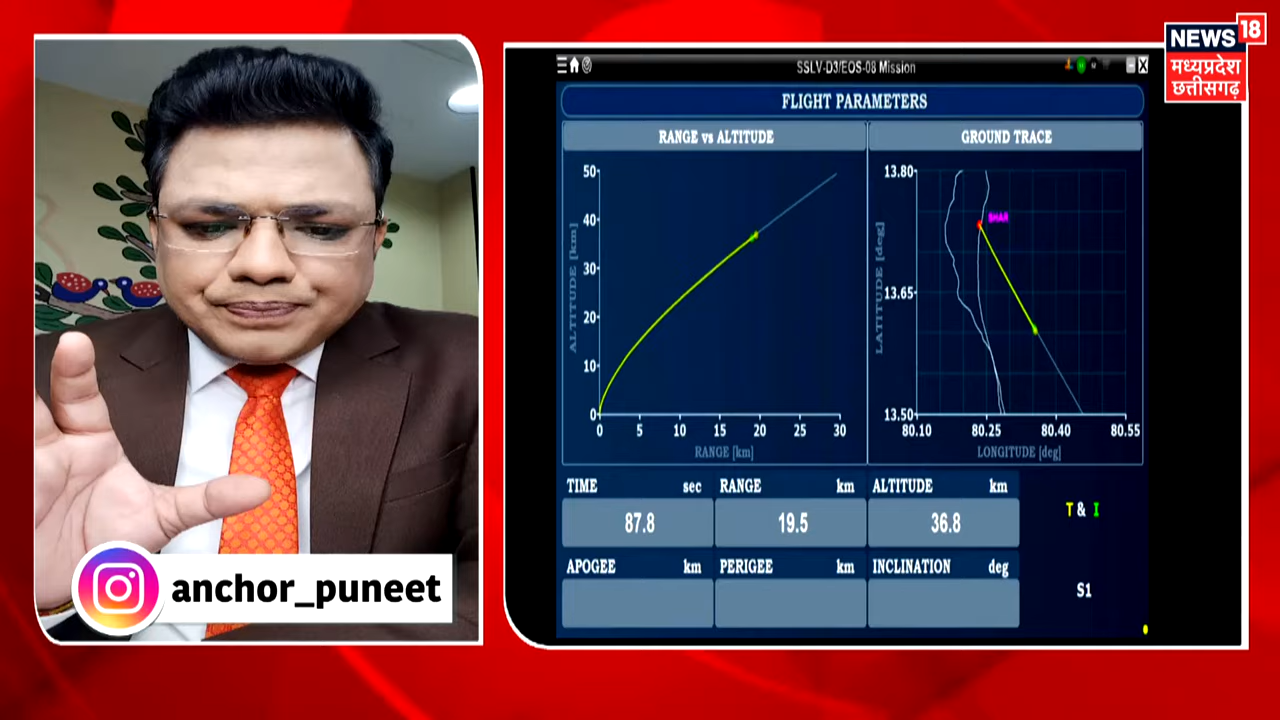 NEWS 18
मध्यप्रदेश
छत्तीसगढ़
SSLV-D3/EOS-08 Mission
FLIGHT PARAMETERS
RANGE vs ALTITUDE
ALTITUDE [km]
50
40
30
20
10
0
0 5 10 15 20 25 30
RANGE [km]
GROUND TRACE
LATITUDE [deg]
13.80
13.65
13.50
SHAR
80.10 80.25 80.40 80.55
LONGITUDE [deg]
TIME sec RANGE km ALTITUDE km
87.8 19.5 36.8
T & I
APOGEE km PERIGEE km INCLINATION deg
S1
anchor_puneet